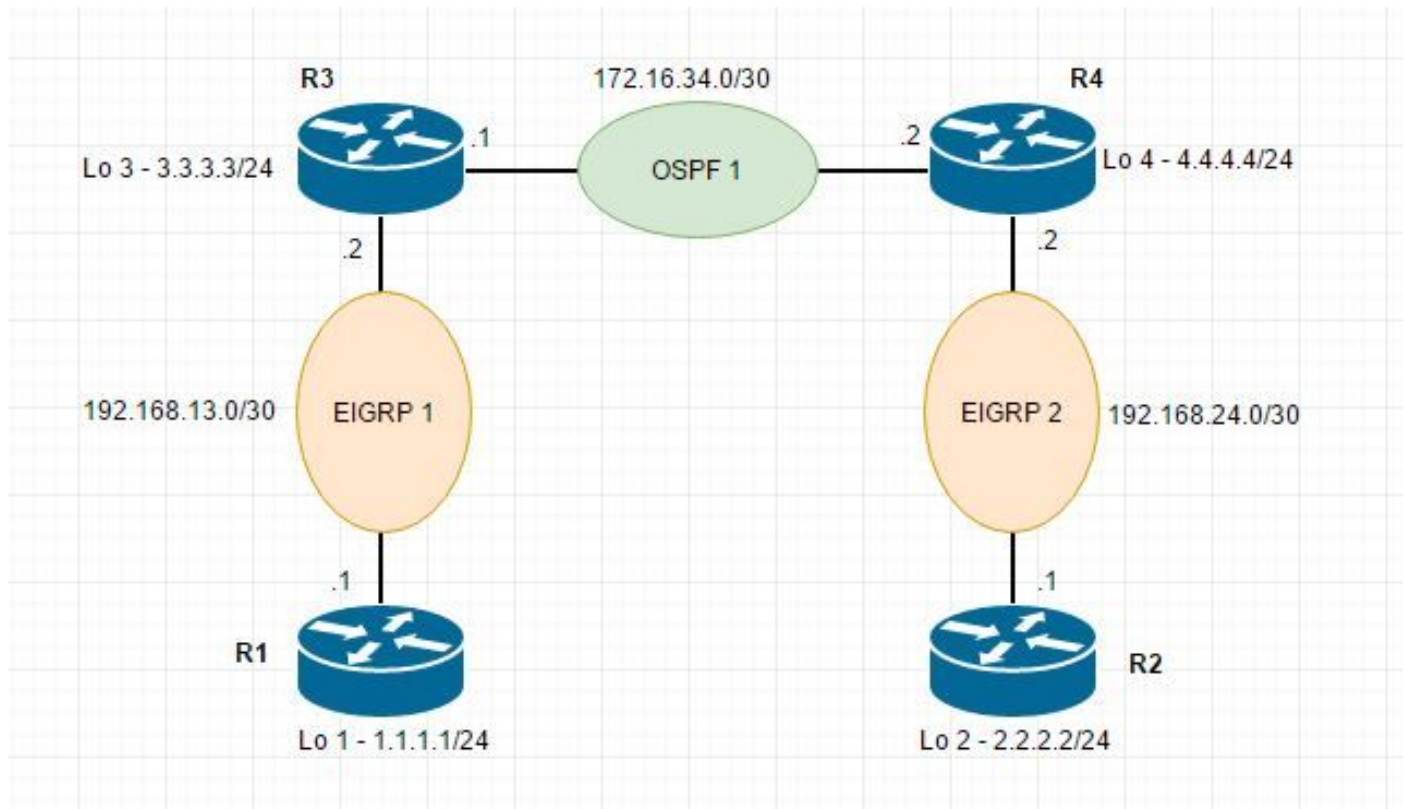 R3
172.16.34.0/30
R4
.1
.2
Lo 3 - 3.3.3.3/24
OSPF 1
Lo 4 - 4.4.4.4/24
.2
.2
192.168.13.0/30
EIGRP 1
EIGRP 2
192.168.24.0/30
.1
.1
R1
R2
Lo 1 - 1.1.1.1/24
Lo 2 - 2.2.2.2/24